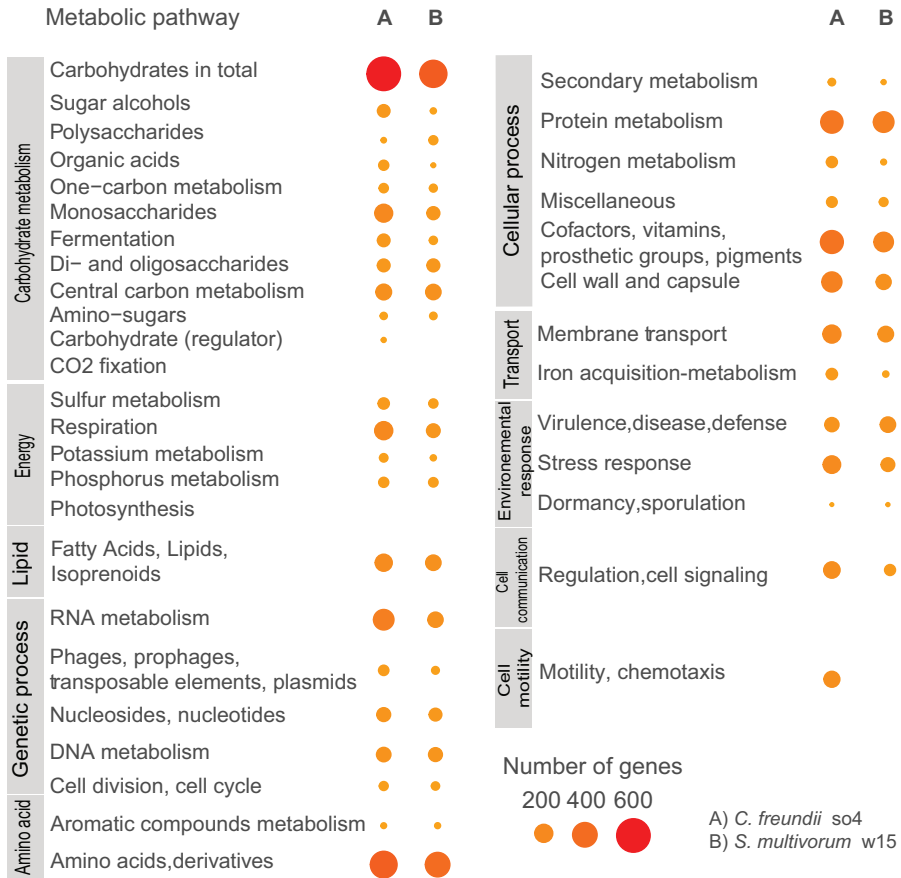 Metabolic pathway
A B
Carbohydrate metabolism
Carbohydrates in total
Sugar alcohols
Polysaccharides
Organic acids
One−carbon metabolism
Monosaccharides
Fermentation
Di− and oligosaccharides
Central carbon metabolism
Amino−sugars
Carbohydrate (regulator)
CO2 fixation
Energy
Sulfur metabolism
Respiration
Potassium metabolism
Phosphorus metabolism
Photosynthesis
Lipid
Fatty Acids, Lipids,
Isoprenoids
Genetic process
RNA metabolism
Phages, prophages,
transposable elements, plasmids
Nucleosides, nucleotides
DNA metabolism
Cell division, cell cycle
Amino acid
Aromatic compounds metabolism
Amino acids,derivatives
A B
Cellular process
Secondary metabolism
Protein metabolism
Nitrogen metabolism
Miscellaneous
Cofactors, vitamins,
prosthetic groups, pigments
Cell wall and capsule
Transport
Membrane transport
Iron acquisition-metabolism
Environemental
response
Virulence,disease,defense
Stress response
Dormancy,sporulation
Cell
communication
Regulation,cell signaling
Cell
motility
Motility, chemotaxis
Number of genes
200 400 600
A) C. freundii so4
B) S. multivorum w15